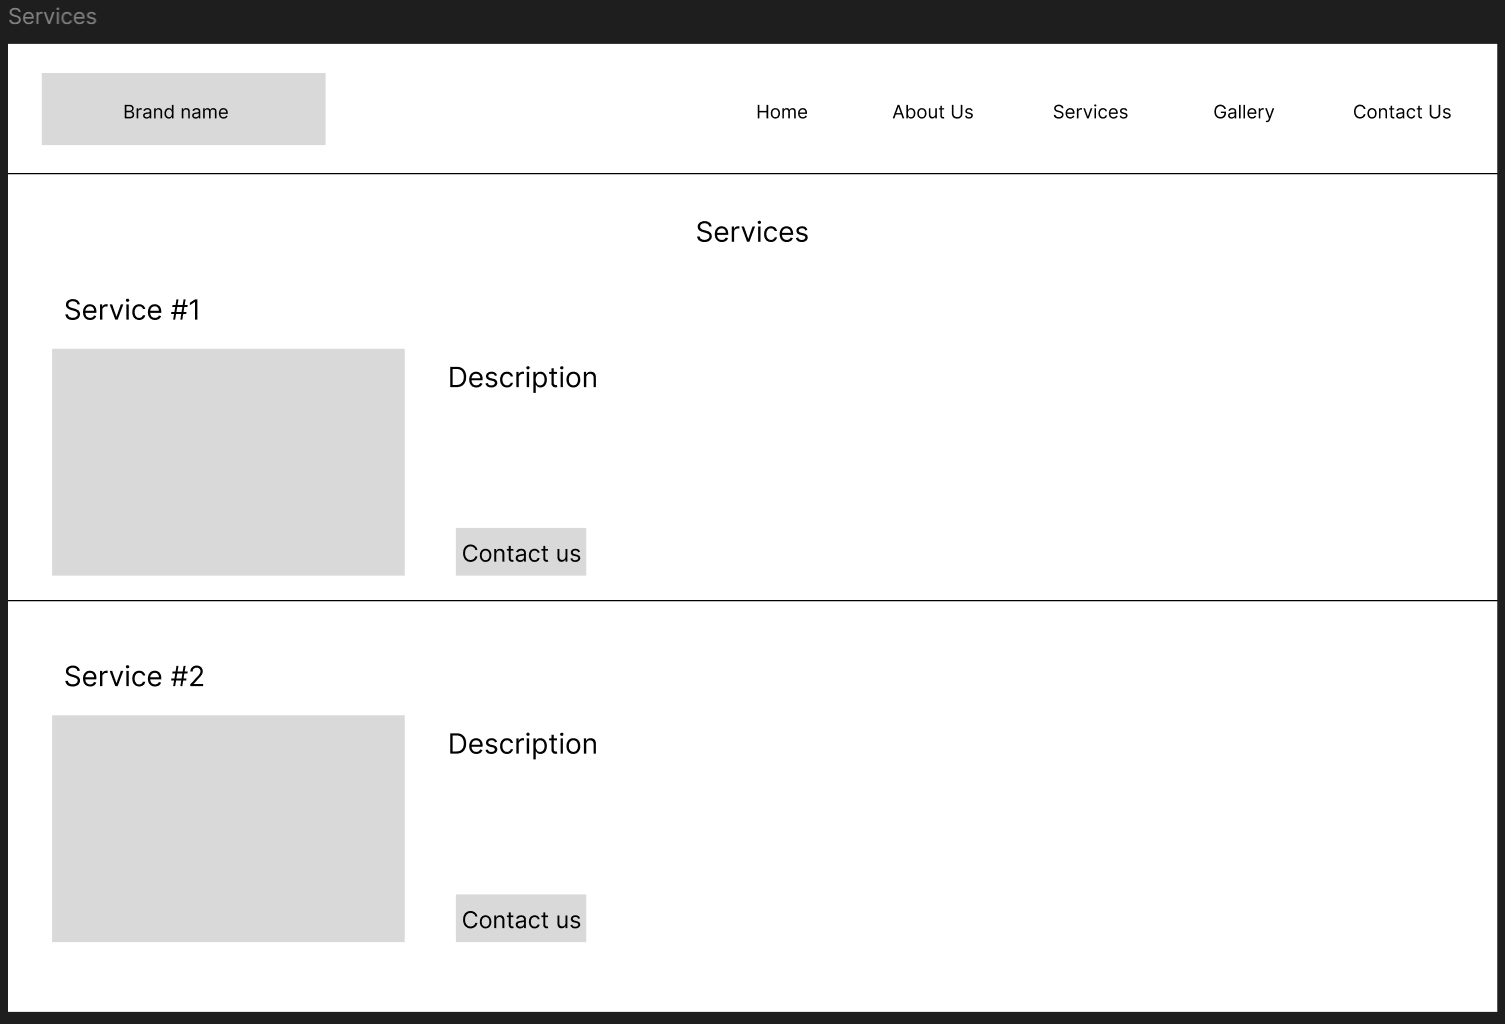 Services
Brand name
Home
About Us
Services
Gallery
Contact Us
Services
Service #1
Description
Contact us
Service #2
Description
Contact us